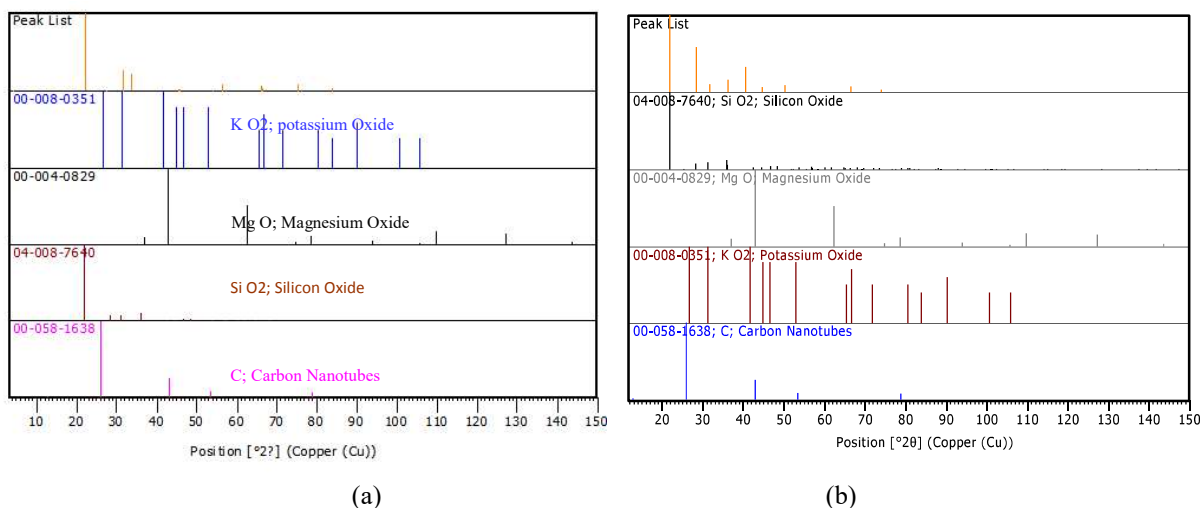 Peak List
00-008-0351
K O2; potassium Oxide
00-004-0829
Mg O; Magnesium Oxide
04-008-7640
Si O2; Silicon Oxide
00-058-1638
C; Carbon Nanotubes
10 20 30 40 50 60 70 80 90 100 110 120 130 140 150
Position [°2?] (Copper (Cu))
(a)
Peak List
04-008-7640; Si O2; Silicon Oxide
00-004-0829; Mg O; Magnesium Oxide
00-008-0351; K O2; Potassium Oxide
00-058-1638; C; Carbon Nanotubes
20 30 40 50 60 70 80 90 100 110 120 130 140 150
Position [°2θ] (Copper (Cu))
(b)